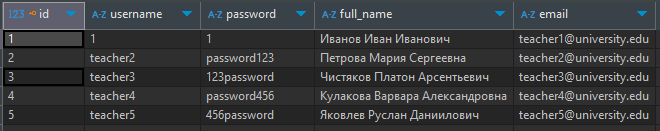 123 id A-Z username A-Z password A-Z full_name A-Z email
1 1 1 Иванов Иван Иванович teacher1@university.edu
2 teacher2 password123 Петрова Мария Сергеевна teacher2@university.edu
3 teacher3 123password Чистяков Платон Арсентьевич teacher3@university.edu
4 teacher4 password456 Кулакова Варвара Александровна teacher4@university.edu
5 teacher5 456password Яковлев Руслан Даниилович teacher5@university.edu